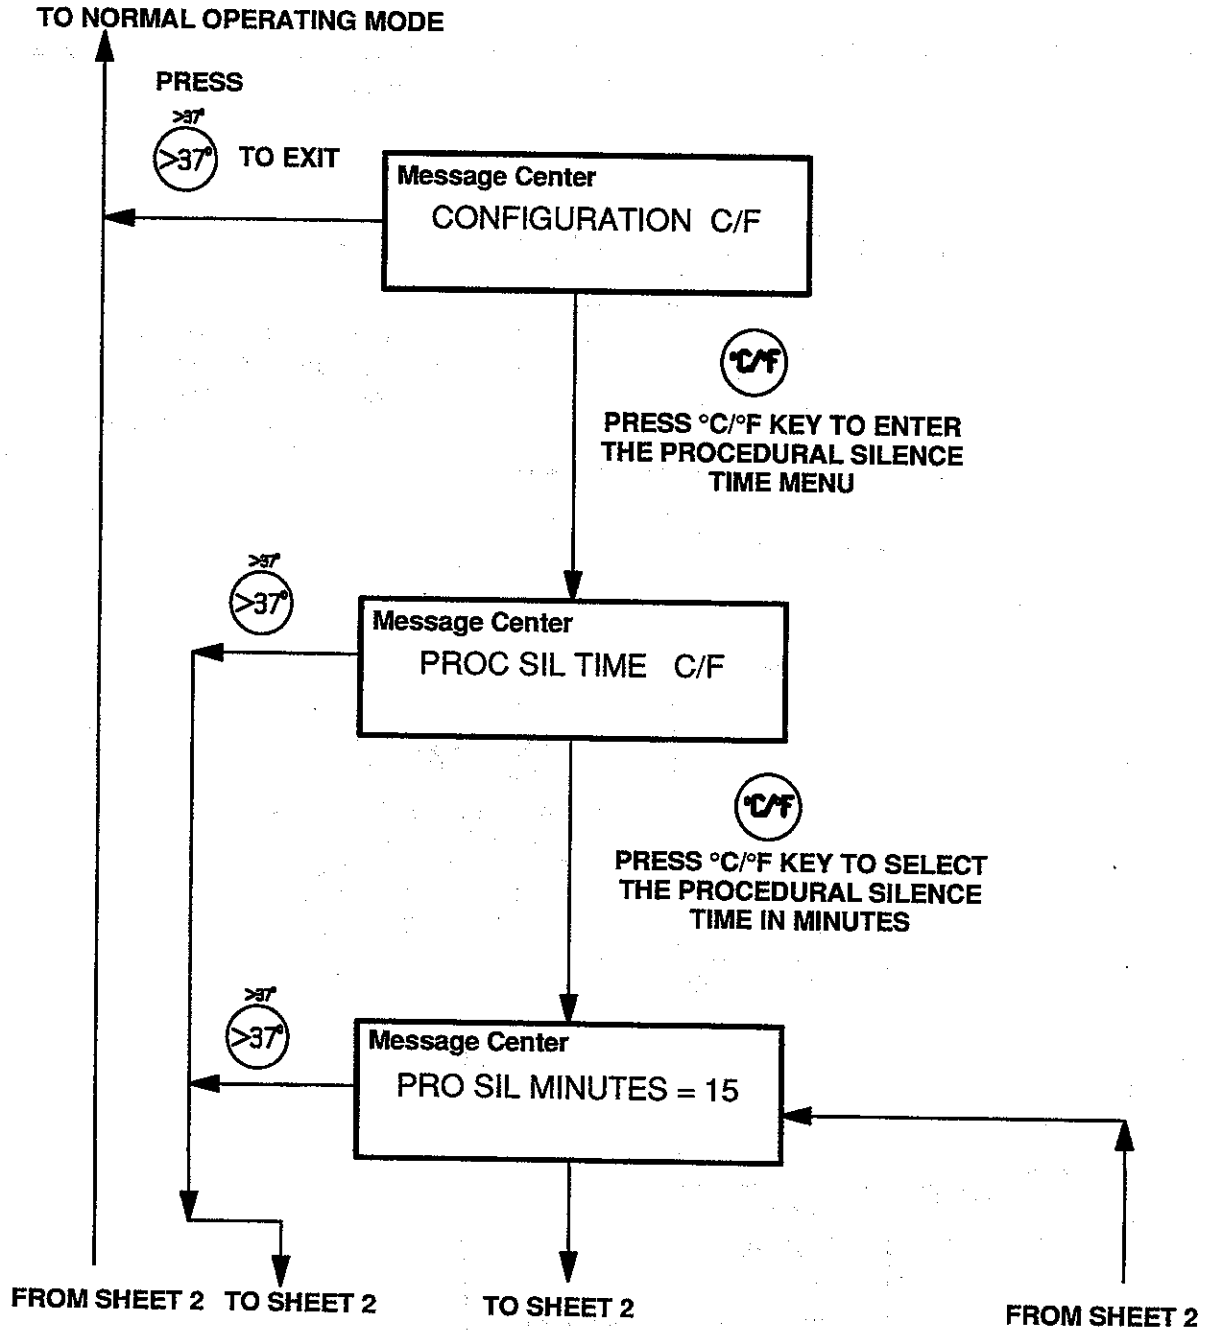 TO NORMAL OPERATING MODE
PRESS
>37°
>37° TO EXIT
Message Center
CONFIGURATION C/F
°C/°F
PRESS °C/°F KEY TO ENTER
THE PROCEDURAL SILENCE
TIME MENU
>37°
>37°
Message Center
PROC SIL TIME C/F
°C/°F
PRESS °C/°F KEY TO SELECT
THE PROCEDURAL SILENCE
TIME IN MINUTES
>37°
>37°
Message Center
PRO SIL MINUTES = 15
FROM SHEET 2 TO SHEET 2 TO SHEET 2 FROM SHEET 2